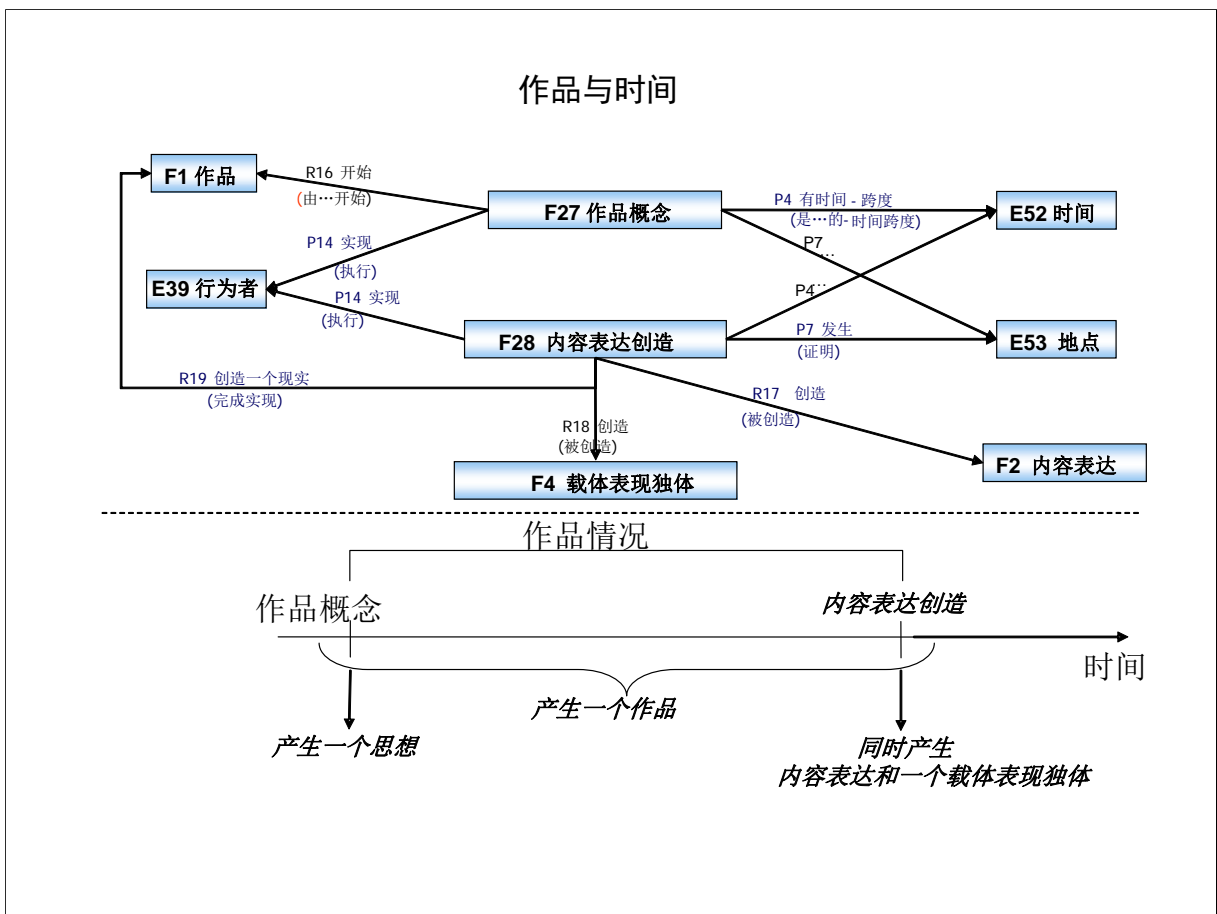 作品与时间
F1 作品
R16 开始
(由…开始)
F27 作品概念
P4 有时间 - 跨度
(是…的-时间跨度)
E52 时间
P14 实现
(执行)
P7
…
E39 行为者
P14 实现
(执行)
P4…
F28 内容表达创造
P7 发生
(证明)
E53 地点
R19 创造一个现实
(完成实现)
R17 创造
(被创造)
R18 创造
(被创造)
F2 内容表达
F4 载体表现独体
作品情况
作品概念
内容表达创造
时间
产生一个作品
产生一个思想
同时产生
内容表达和一个载体表现独体